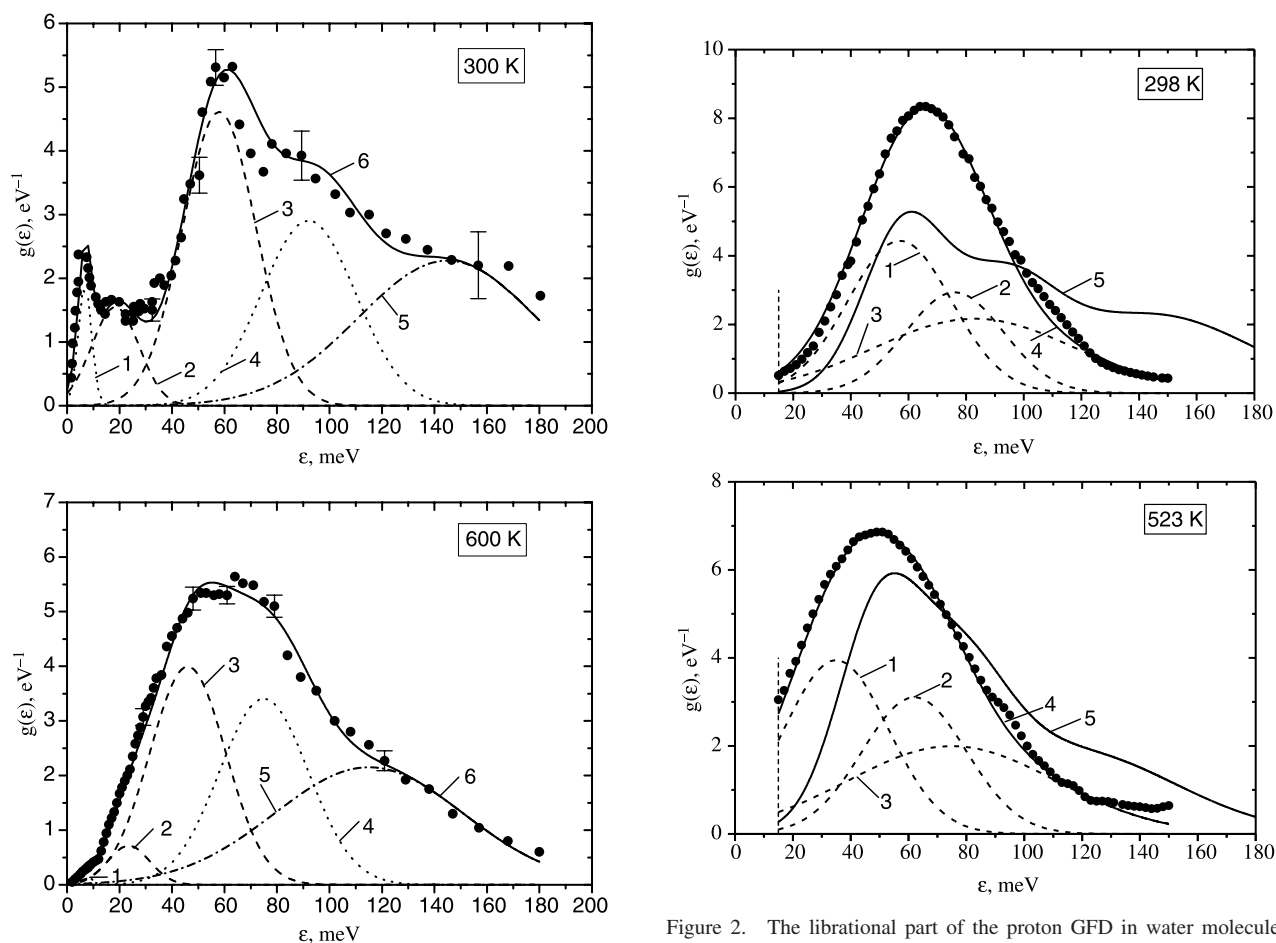 6
5
4
3
2
1
0
g(ε), eV⁻¹
300 K
6
3
5
4
1
2
0 20 40 60 80 100 120 140 160 180 200
ε, meV
7
6
5
4
3
2
1
0
g(ε), eV⁻¹
600 K
3
6
5
4
2
1
0 20 40 60 80 100 120 140 160 180 200
ε, meV
10
8
6
4
2
0
g(ε), eV⁻¹
298 K
1
2
5
3
4
0 20 40 60 80 100 120 140 160 180
ε, meV
8
6
4
2
0
g(ε), eV⁻¹
523 K
1
2
4
5
3
0 20 40 60 80 100 120 140 160 180
ε, meV
Figure 2. The librational part of the proton GFD in water molecule